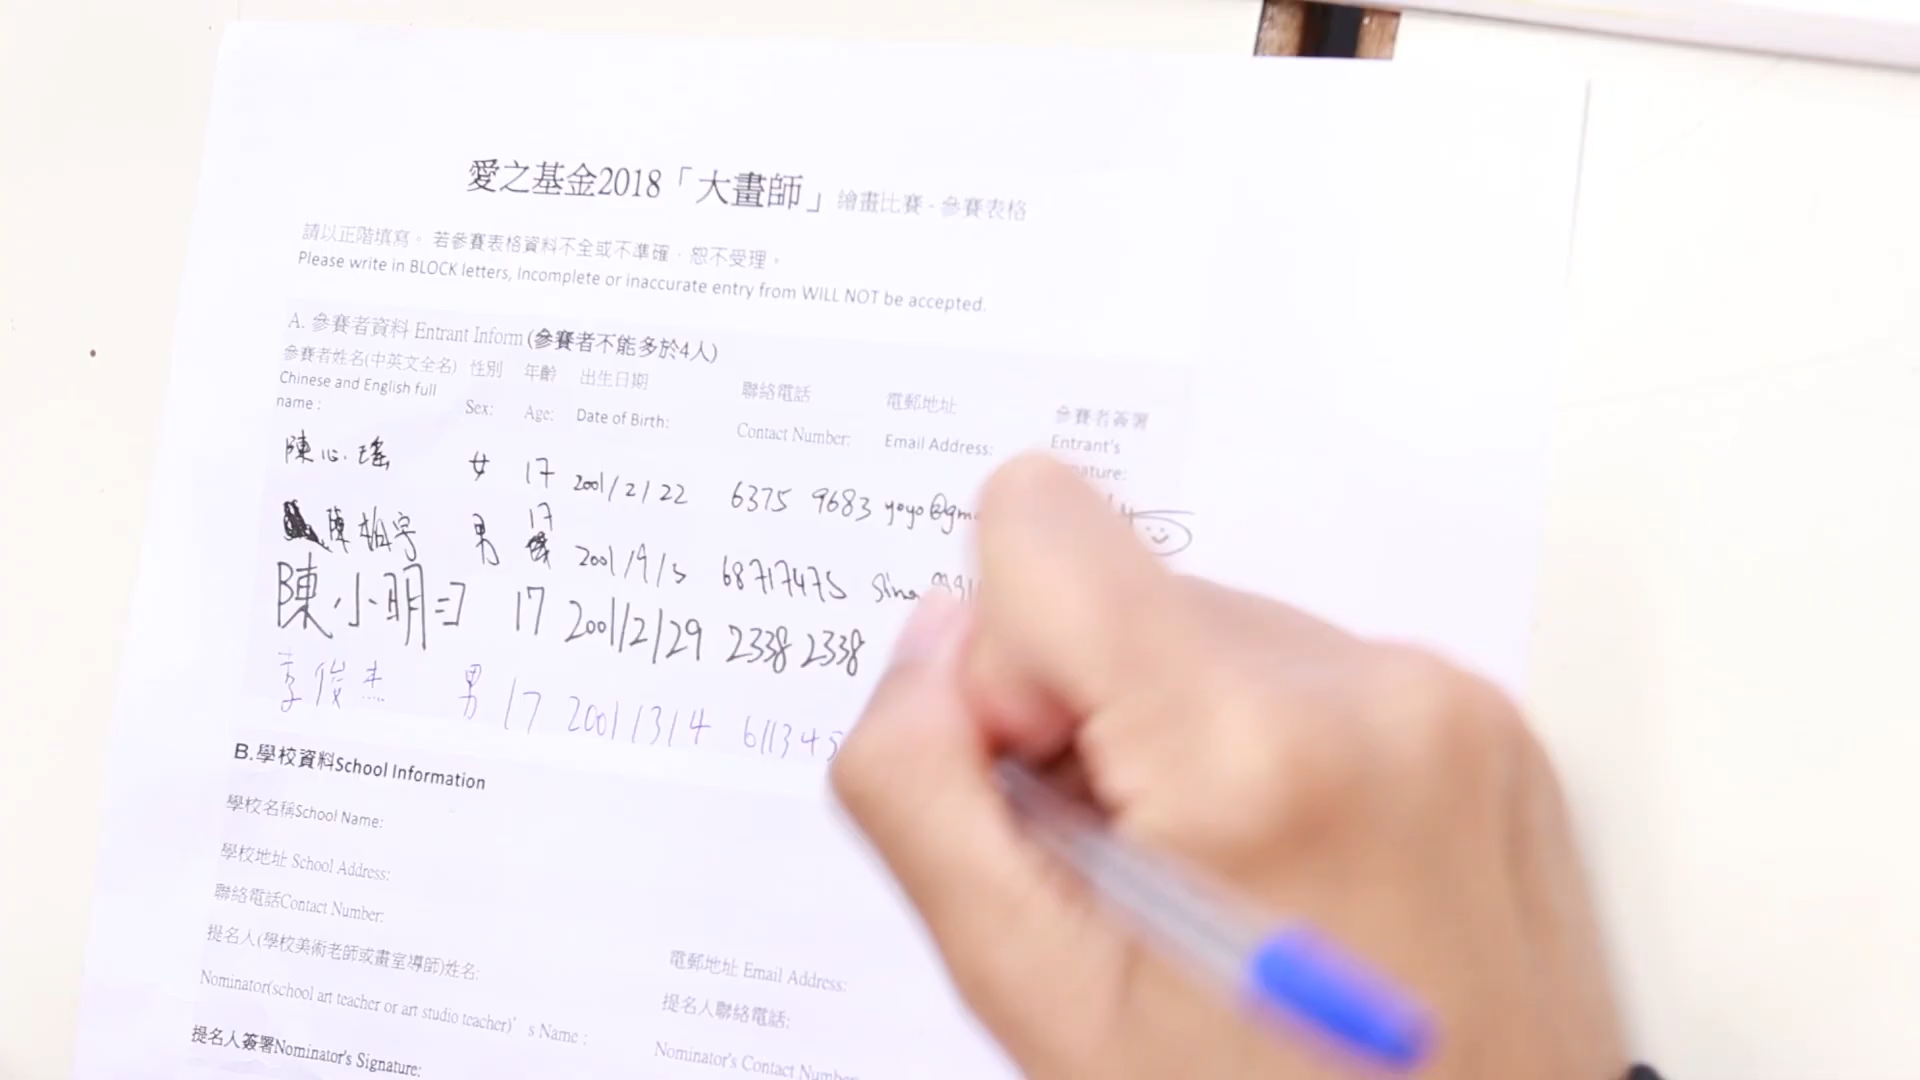 愛之基金2018「大畫師」繪畫比賽 - 參賽表格
請以正階填寫。若參賽表格資料不全或不準確，恕不受理。
Please write in BLOCK letters, Incomplete or inaccurate entry from WILL NOT be accepted.
A. 參賽者資料 Entrant Inform (參賽者不能多於4人)
參賽者姓名(中英文全名) 性別 年齡 出生日期 聯絡電話 電郵地址 參賽者簽署
Chinese and English full name : Sex: Age: Date of Birth: Contact Number: Email Address: Entrant's
陳心瑤 女 17 2001/2/22 6375 9683 yoyo@gm
陳柏宇 男 17 2001/9/5 68717475
陳小明 17 2001/2/29 2338 2338
李俊杰 男 17 2001/3/4 611345
B.學校資料School Information
學校名稱School Name:
學校地址 School Address:
聯絡電話Contact Number:
提名人(學校美術老師或畫室導師)姓名: 電郵地址 Email Address:
Nominator(school art teacher or art studio teacher)’s Name : 提名人聯絡電話:
提名人簽署Nominator's Signature: Nominator's Contact Number